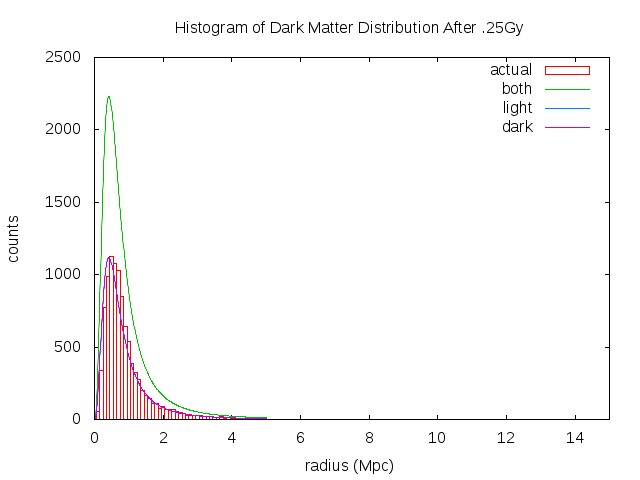 Histogram of Dark Matter Distribution After .25Gy
2500
2000
1500
1000
500
0
counts
actual
both
light
dark
0 2 4 6 8 10 12 14
radius (Mpc)